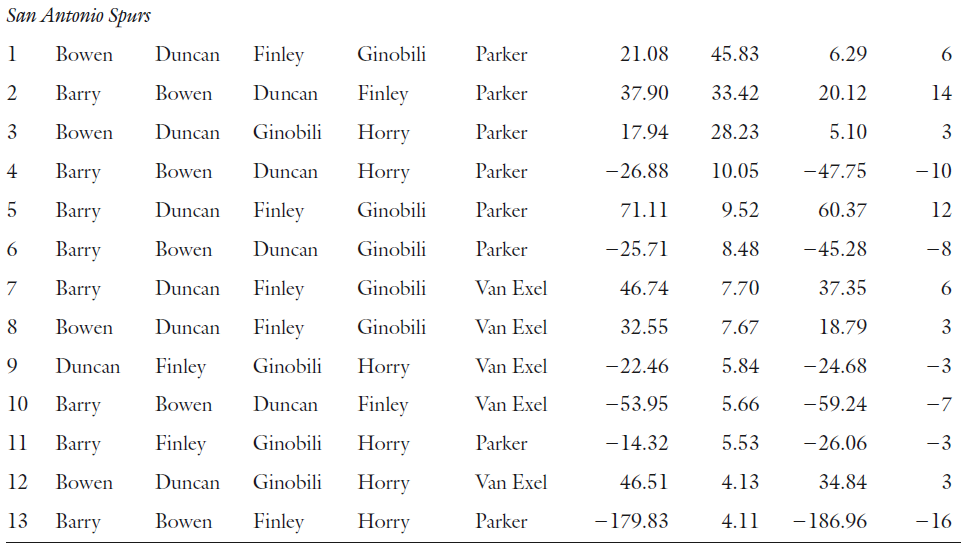 San Antonio Spurs
1 Bowen Duncan Finley Ginobili Parker 21.08 45.83 6.29 6
2 Barry Bowen Duncan Finley Parker 37.90 33.42 20.12 14
3 Bowen Duncan Ginobili Horry Parker 17.94 28.23 5.10 3
4 Barry Bowen Duncan Horry Parker −26.88 10.05 −47.75 −10
5 Barry Duncan Finley Ginobili Parker 71.11 9.52 60.37 12
6 Barry Bowen Duncan Ginobili Parker −25.71 8.48 −45.28 −8
7 Barry Duncan Finley Ginobili Van Exel 46.74 7.70 37.35 6
8 Bowen Duncan Finley Ginobili Van Exel 32.55 7.67 18.79 3
9 Duncan Finley Ginobili Horry Van Exel −22.46 5.84 −24.68 −3
10 Barry Bowen Duncan Finley Van Exel −53.95 5.66 −59.24 −7
11 Barry Finley Ginobili Horry Parker −14.32 5.53 −26.06 −3
12 Bowen Duncan Ginobili Horry Van Exel 46.51 4.13 34.84 3
13 Barry Bowen Finley Horry Parker −179.83 4.11 −186.96 −16